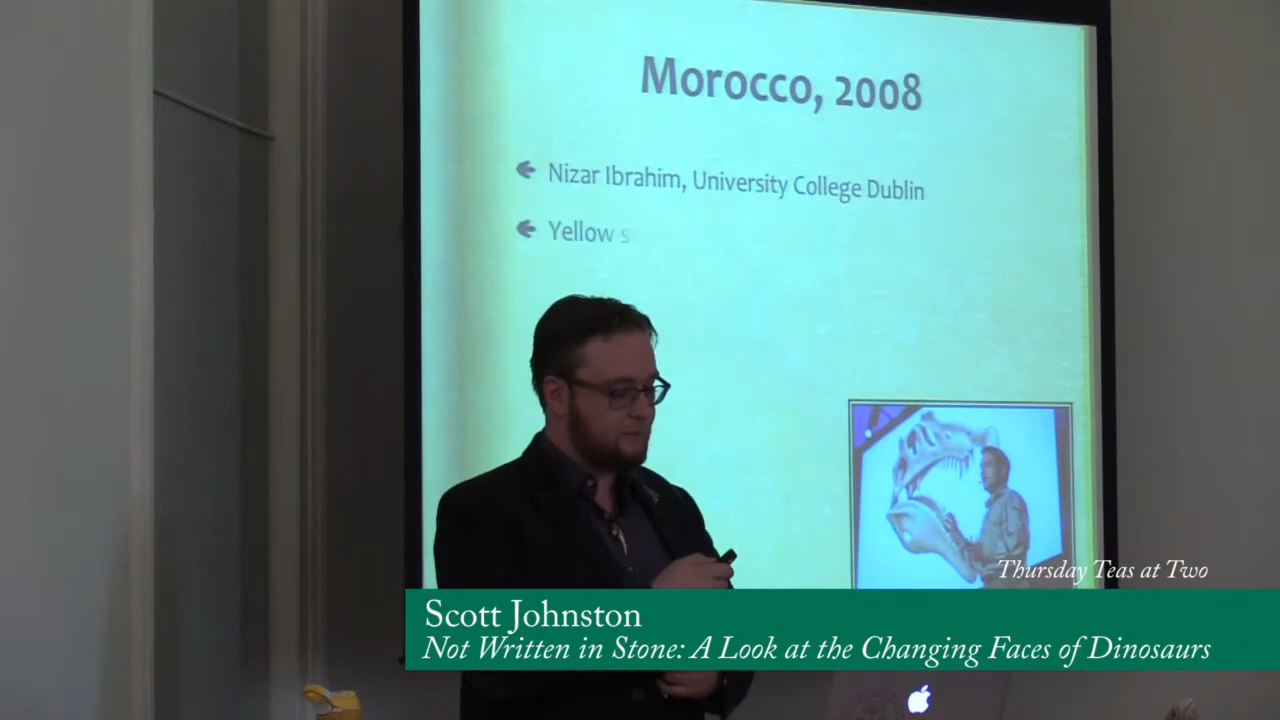 Morocco, 2008
Nizar Ibrahim, University College Dublin
Yellow s
Thursday Teas at Two
Scott Johnston
Not Written in Stone: A Look at the Changing Faces of Dinosaurs